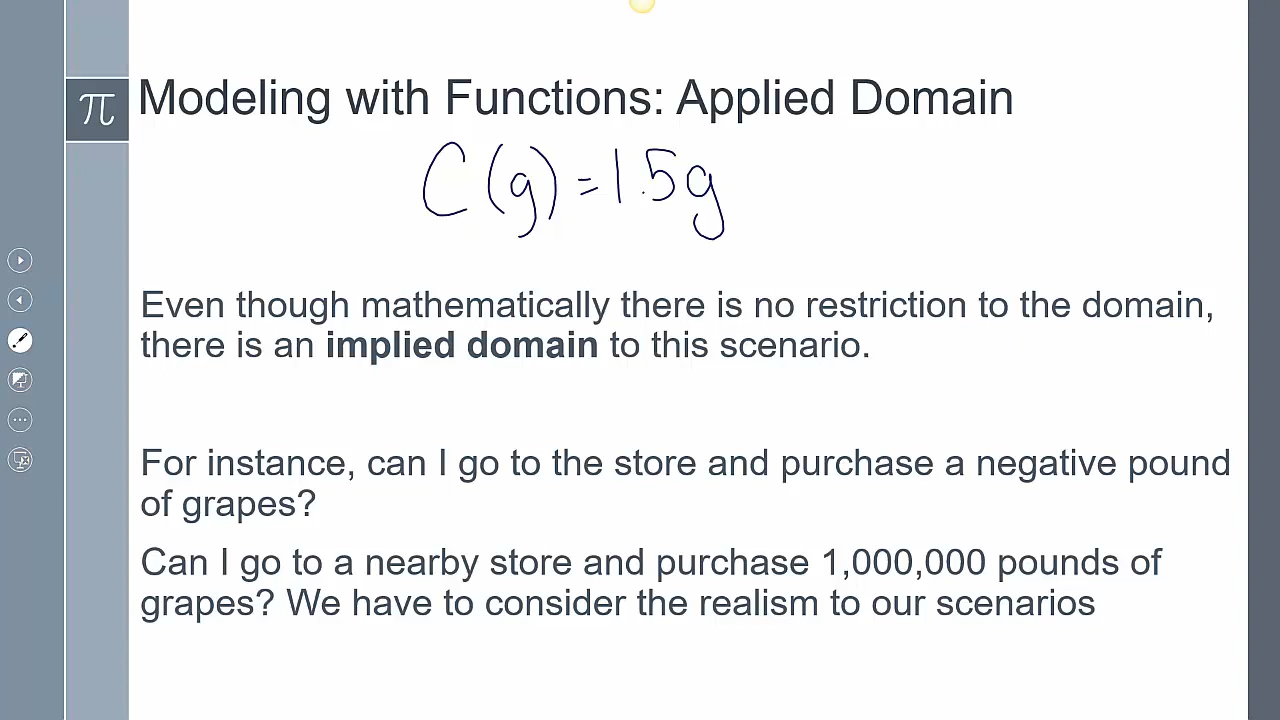 π
Modeling with Functions: Applied Domain
C(g)=1.5g
Even though mathematically there is no restriction to the domain,
there is an implied domain to this scenario.
For instance, can I go to the store and purchase a negative pound
of grapes?
Can I go to a nearby store and purchase 1,000,000 pounds of
grapes? We have to consider the realism to our scenarios